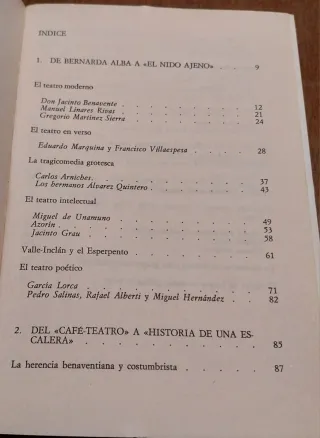 INDICE
1. DE BERNARDA ALBA A «EL NIDO AJENO» . . . 9
El teatro moderno
Don Jacinto Benavente . . . . . . . . . 12
Manuel Linares Rivas . . . . . . . . . 21
Gregorio Martínez Sierra . . . . . . . . 24
El teatro en verso
Eduardo Marquina y Francisco Villaespesa . . . . 28
La tragicomedia grotesca
Carlos Arniches . . . . . . . . . . . 37
Los hermanos Alvarez Quintero . . . . . . . 43
El teatro intelectual
Miguel de Unamuno . . . . . . . . . . 49
Azorín . . . . . . . . . . . . . 53
Jacinto Grau . . . . . . . . . . . . 58
Valle-Inclán y el Esperpento . . . . . . . . 61
El teatro poético
García Lorca . . . . . . . . . . . . 71
Pedro Salinas, Rafael Alberti y Miguel Hernández . . 82
2. DEL «CAFÉ-TEATRO» A «HISTORIA DE UNA ES-
CALERA» . . . . . . . . . . . . 85
La herencia benaventiana y costumbrista . . . . . 87